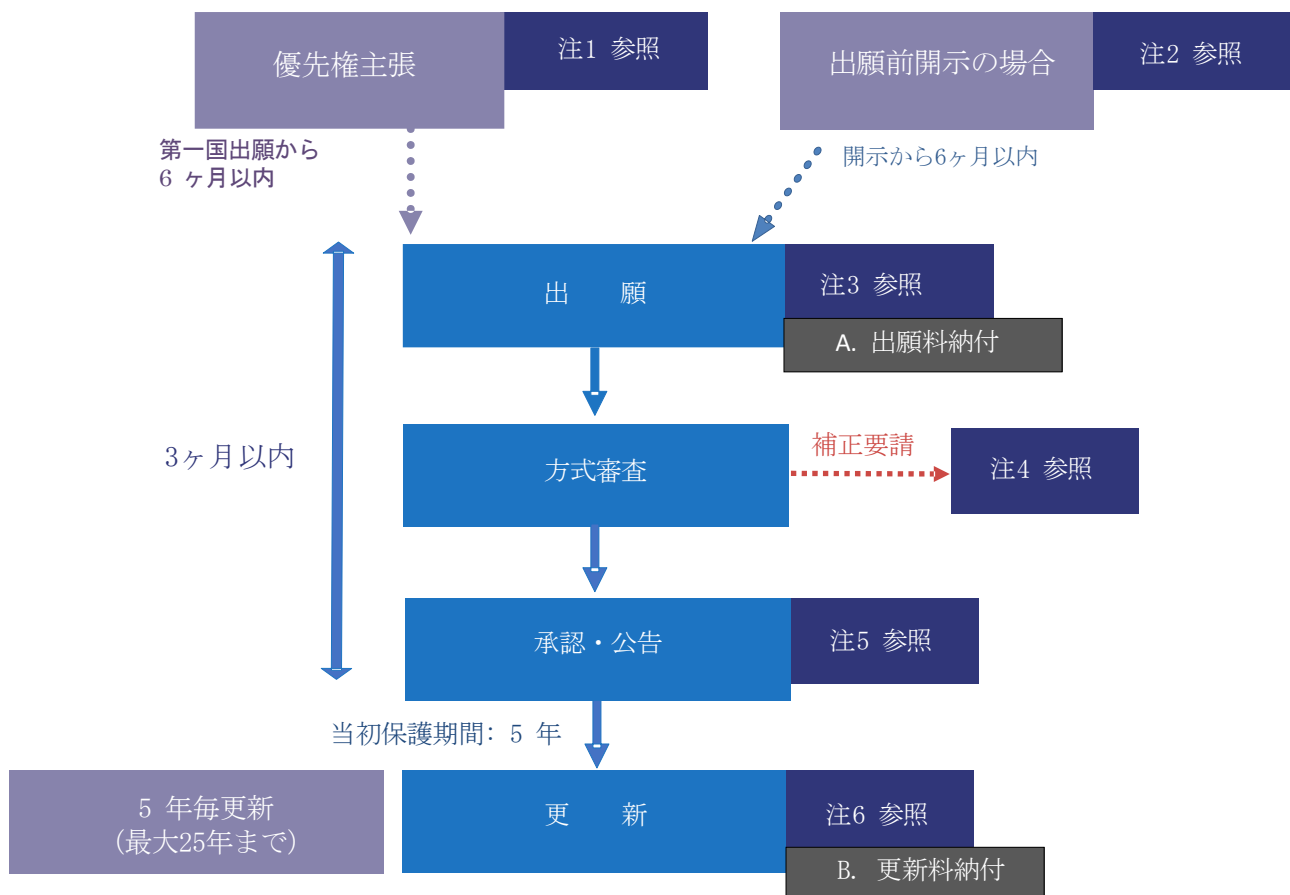 優先権主張
注1 参照
出願前開示の場合
注2 参照
第一国出願から
6 ヶ月以内
開示から6ヶ月以内
出 願
注3 参照
A. 出願料納付
3ヶ月以内
方式審査
補正要請
注4 参照
承認・公告
注5 参照
当初保護期間: 5 年
5 年毎更新
(最大25年まで)
更 新
注6 参照
B. 更新料納付